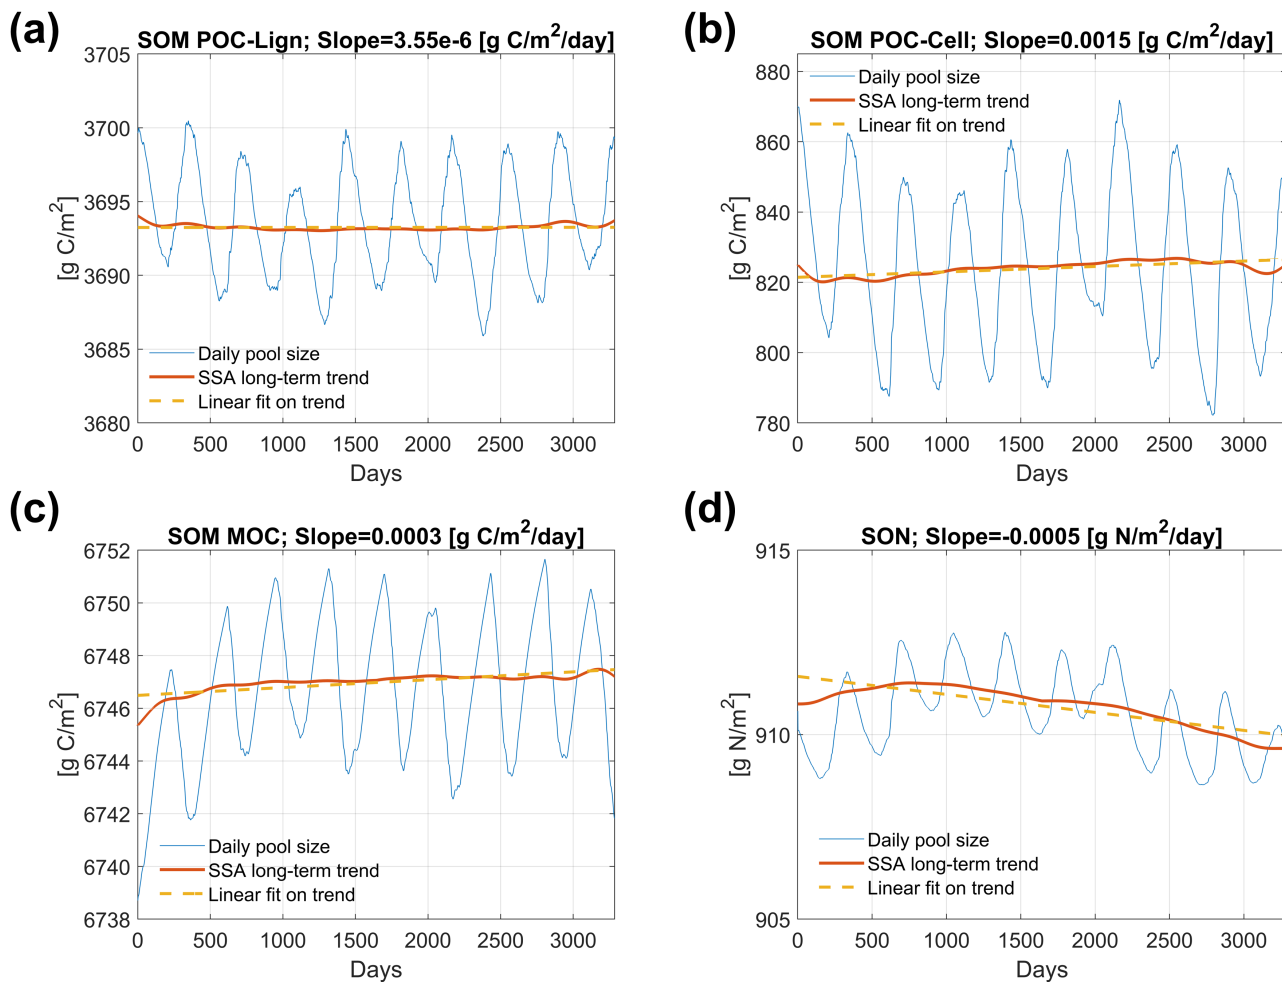 (a)
SOM POC-Lign; Slope=3.55e-6 [g C/m²/day]
3705
3700
3695
3690
3685
3680
[g C/m²]
Daily pool size
SSA long-term trend
Linear fit on trend
0 500 1000 1500 2000 2500 3000
Days
(b)
SOM POC-Cell; Slope=0.0015 [g C/m²/day]
880
860
840
820
800
780
[g C/m²]
Daily pool size
SSA long-term trend
Linear fit on trend
0 500 1000 1500 2000 2500 3000
Days
(c)
SOM MOC; Slope=0.0003 [g C/m²/day]
6752
6750
6748
6746
6744
6742
6740
6738
[g C/m²]
Daily pool size
SSA long-term trend
Linear fit on trend
0 500 1000 1500 2000 2500 3000
Days
(d)
SON; Slope=-0.0005 [g N/m²/day]
915
910
905
[g N/m²]
Daily pool size
SSA long-term trend
Linear fit on trend
0 500 1000 1500 2000 2500 3000
Days